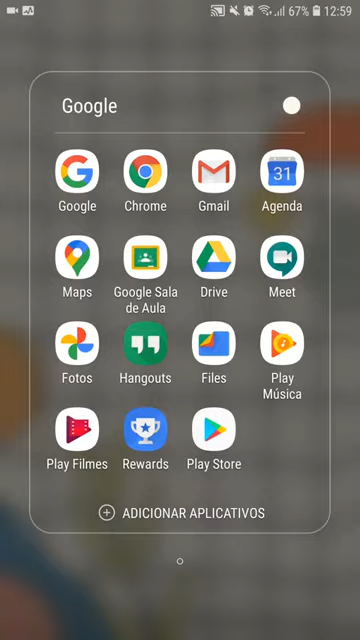 67% 12:59
Google
Google Chrome Gmail Agenda
31
Maps Google Sala de Aula Drive Meet
Fotos Hangouts Files Play Música
Play Filmes Rewards Play Store
ADICIONAR APLICATIVOS